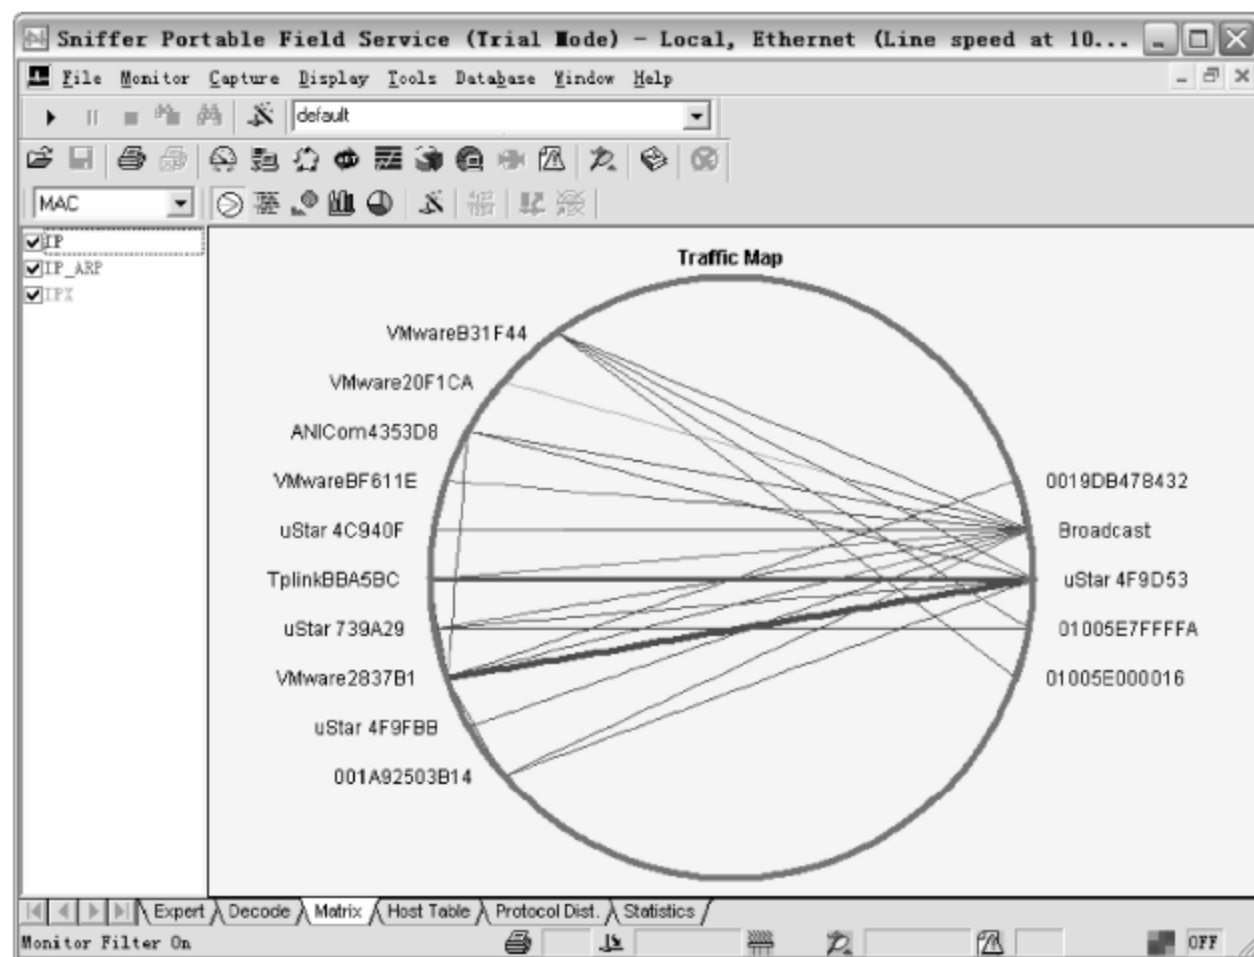 Sniffer Portable Field Service (Trial Mode) - Local, Ethernet (Line speed at 10...
File Monitor Capture Display Tools Database Window Help
default
MAC
IP
IP_ARP
IPX
Traffic Map
VMwareB31F44
VMware20F1CA
ANICom4353D8
VMwareBF611E
uStar 4C940F
TplinkBBA5BC
uStar 739A29
VMware2837B1
uStar 4F9FBB
001A92503B14
0019DB478432
Broadcast
uStar 4F9D53
01005E7FFFFA
01005E000016
Expert Decode Matrix Host Table Protocol Dist. Statistics
Monitor Filter On OFF